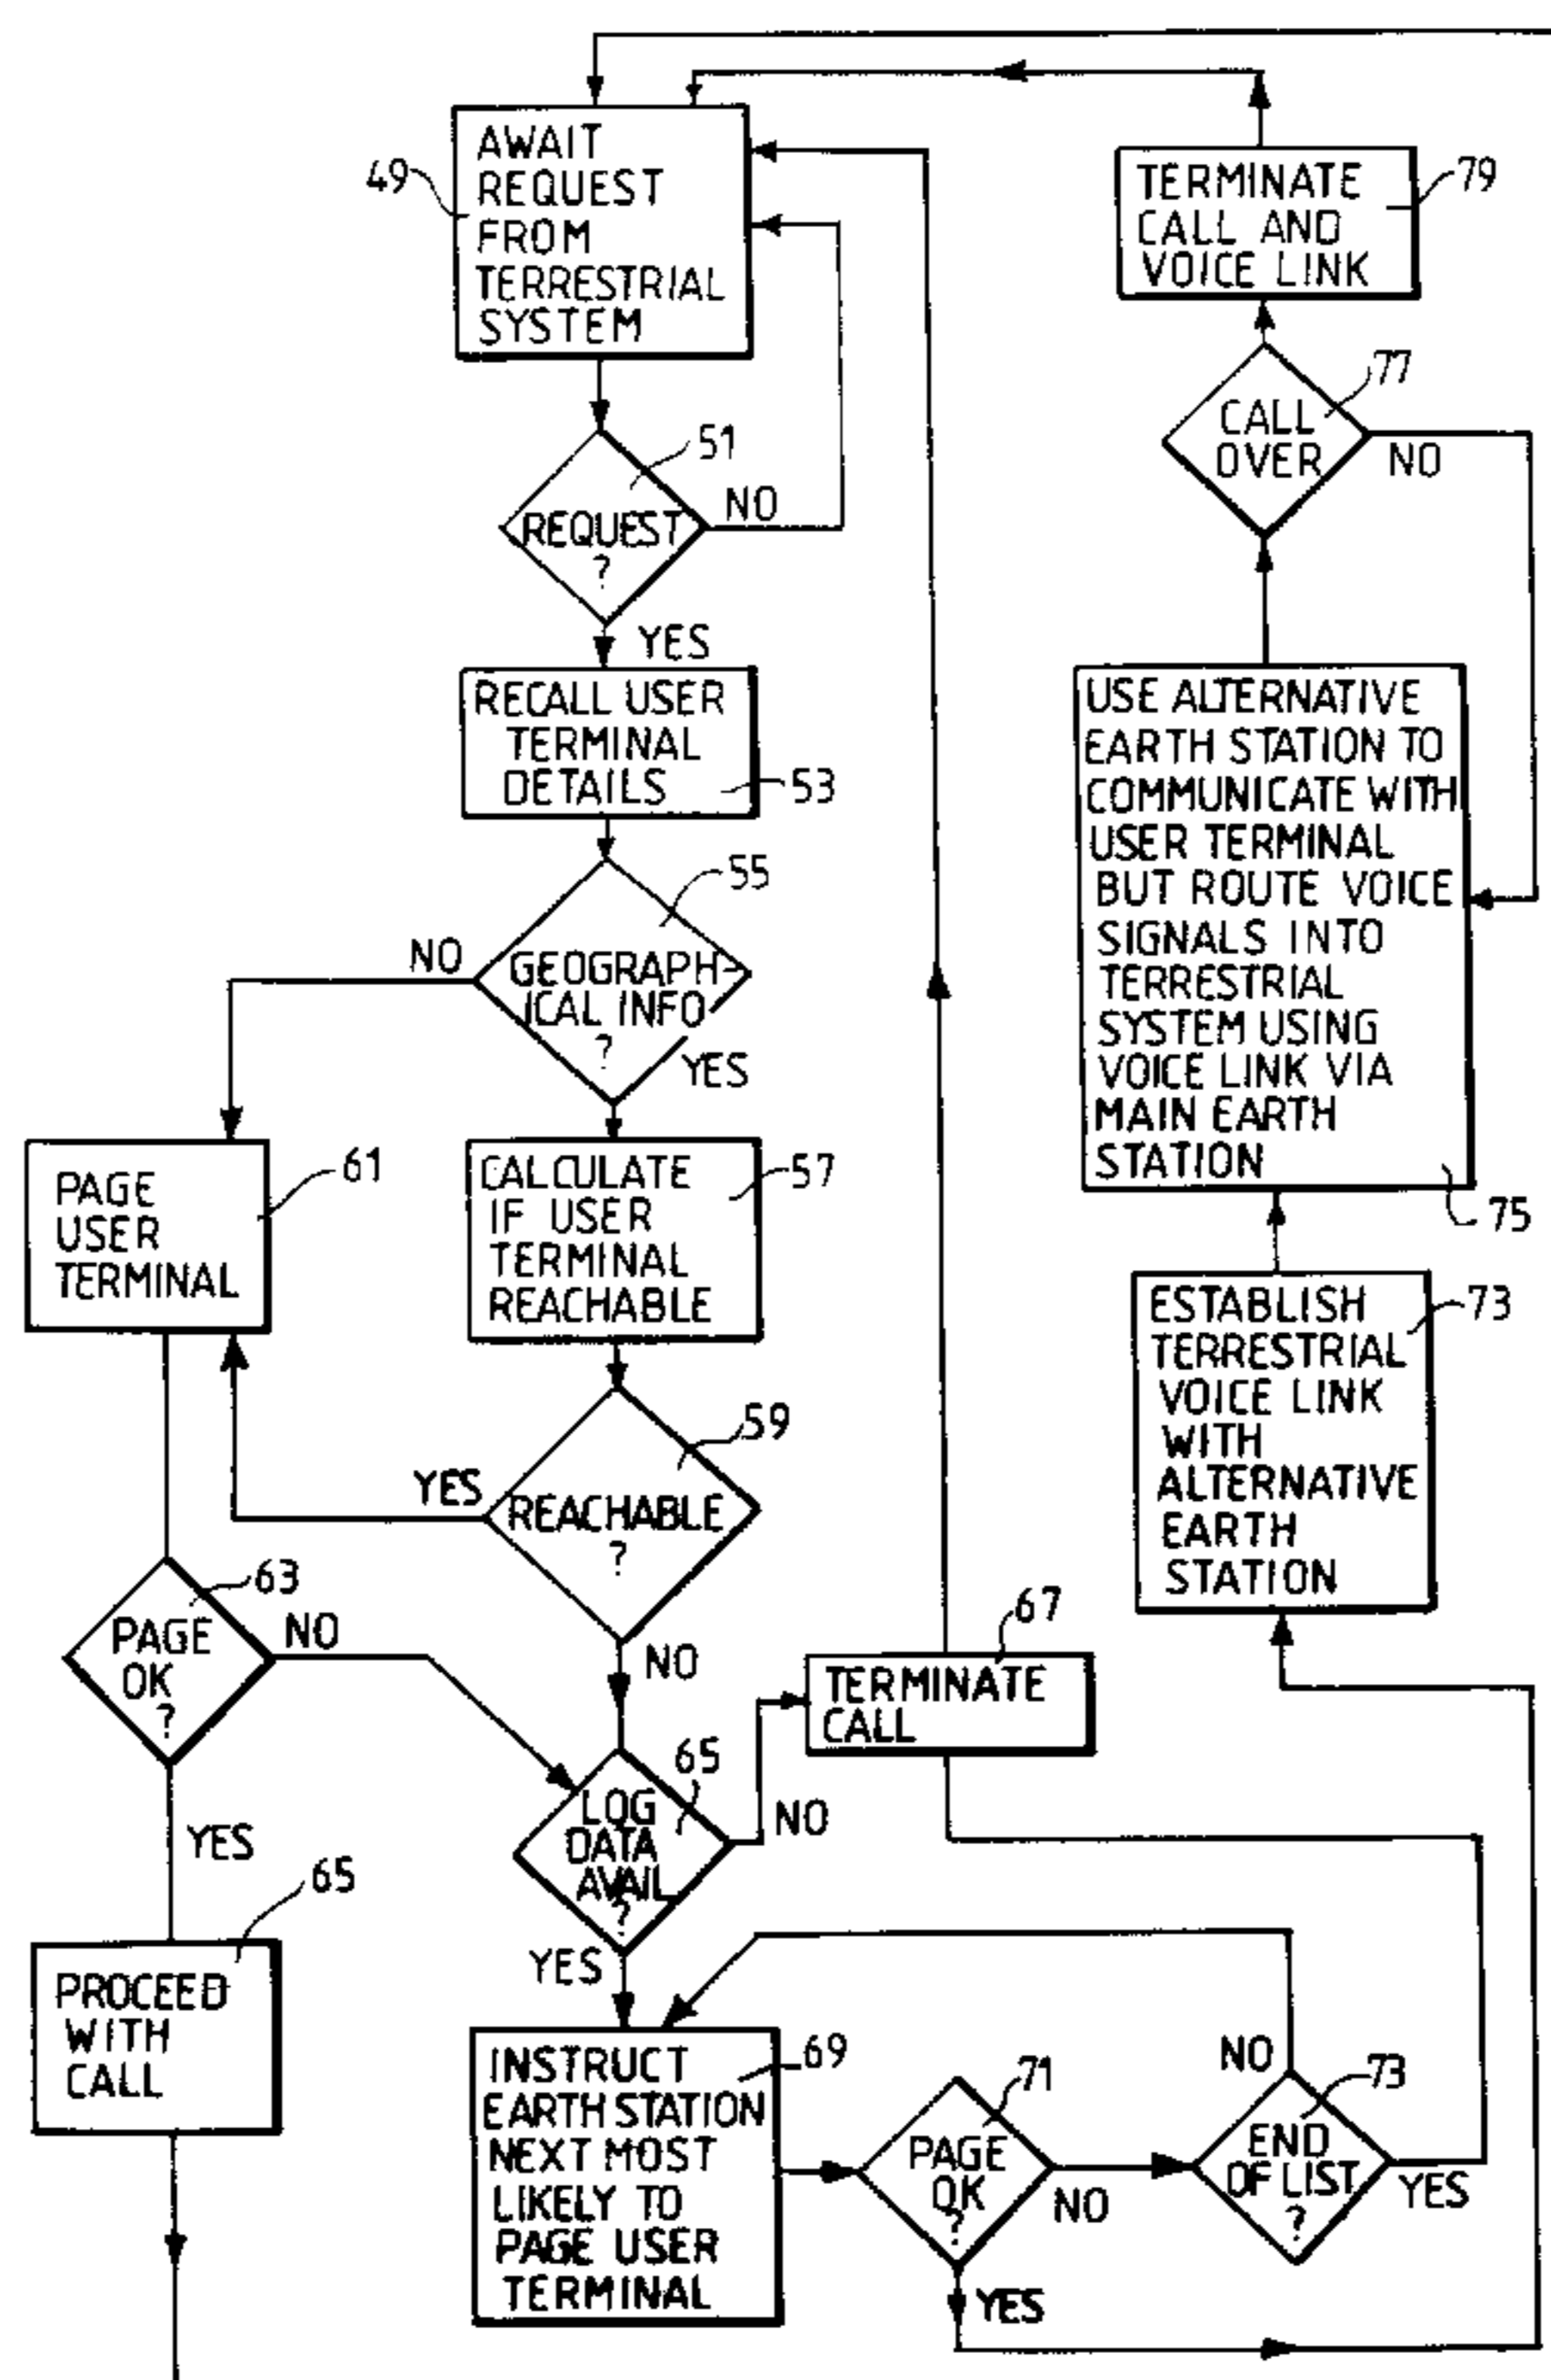 AWAIT
REQUEST
FROM
TERRESTRIAL
SYSTEM
49
REQUEST
?
51
NO
YES
RECALL USER
TERMINAL
DETAILS
53
GEOGRAPH-
ICAL INFO
?
55
NO
YES
PAGE
USER
TERMINAL
61
CALCULATE
IF USER
TERMINAL
REACHABLE
57
REACHABLE
?
59
YES
NO
PAGE
OK
?
63
NO
YES
PROCEED
WITH
CALL
65
LOG
DATA
AVAIL
?
65
NO
YES
TERMINATE
CALL
67
INSTRUCT
EARTH STATION
NEXT MOST
LIKELY TO
PAGE USER
TERMINAL
69
PAGE
OK
?
71
NO
YES
END
OF LIST
?
73
NO
YES
ESTABLISH
TERRESTRIAL
VOICE LINK
WITH
ALTERNATIVE
EARTH
STATION
73
USE ALTERNATIVE
EARTH STATION TO
COMMUNICATE WITH
USER TERMINAL
BUT ROUTE VOICE
SIGNALS INTO
TERRESTRIAL
SYSTEM USING
VOICE LINK VIA
MAIN EARTH
STATION
75
CALL
OVER
77
NO
TERMINATE
CALL AND
VOICE LINK
79